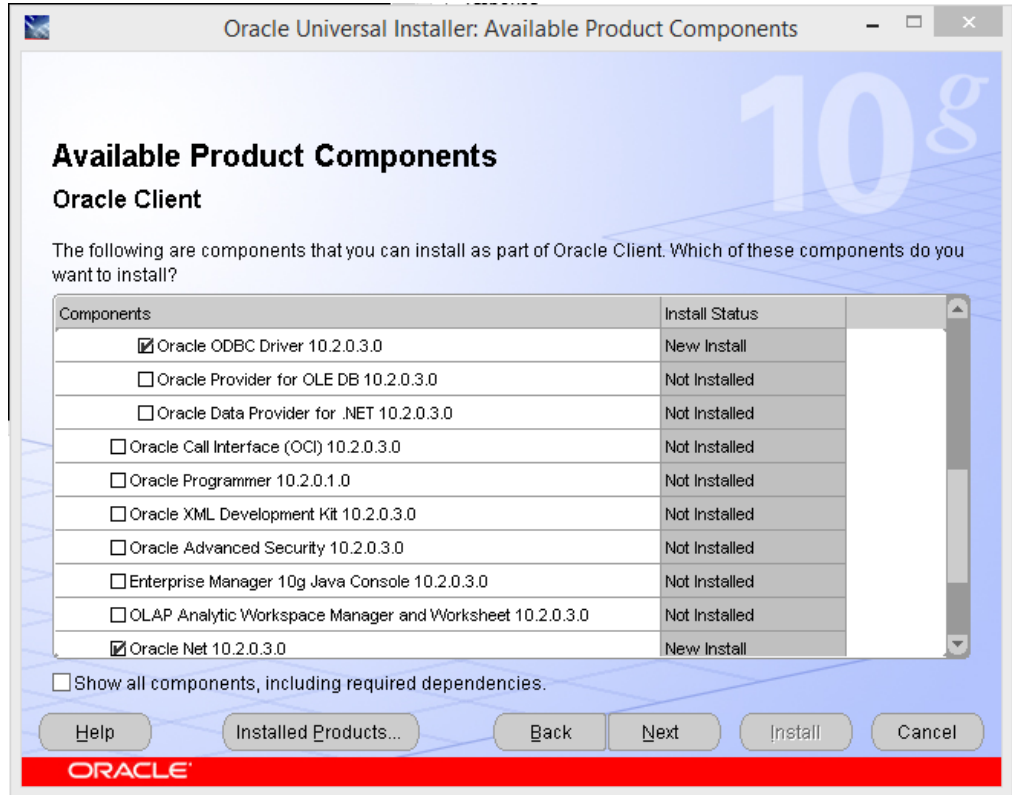 Oracle Universal Installer: Available Product Components
10g
Available Product Components
Oracle Client
The following are components that you can install as part of Oracle Client. Which of these components do you
want to install?
Components Install Status
Oracle ODBC Driver 10.2.0.3.0 New Install
Oracle Provider for OLE DB 10.2.0.3.0 Not Installed
Oracle Data Provider for .NET 10.2.0.3.0 Not Installed
Oracle Call Interface (OCI) 10.2.0.3.0 Not Installed
Oracle Programmer 10.2.0.1.0 Not Installed
Oracle XML Development Kit 10.2.0.3.0 Not Installed
Oracle Advanced Security 10.2.0.3.0 Not Installed
Enterprise Manager 10g Java Console 10.2.0.3.0 Not Installed
OLAP Analytic Workspace Manager and Worksheet 10.2.0.3.0 Not Installed
Oracle Net 10.2.0.3.0 New Install
Show all components, including required dependencies.
Help Installed Products... Back Next Install Cancel
ORACLE